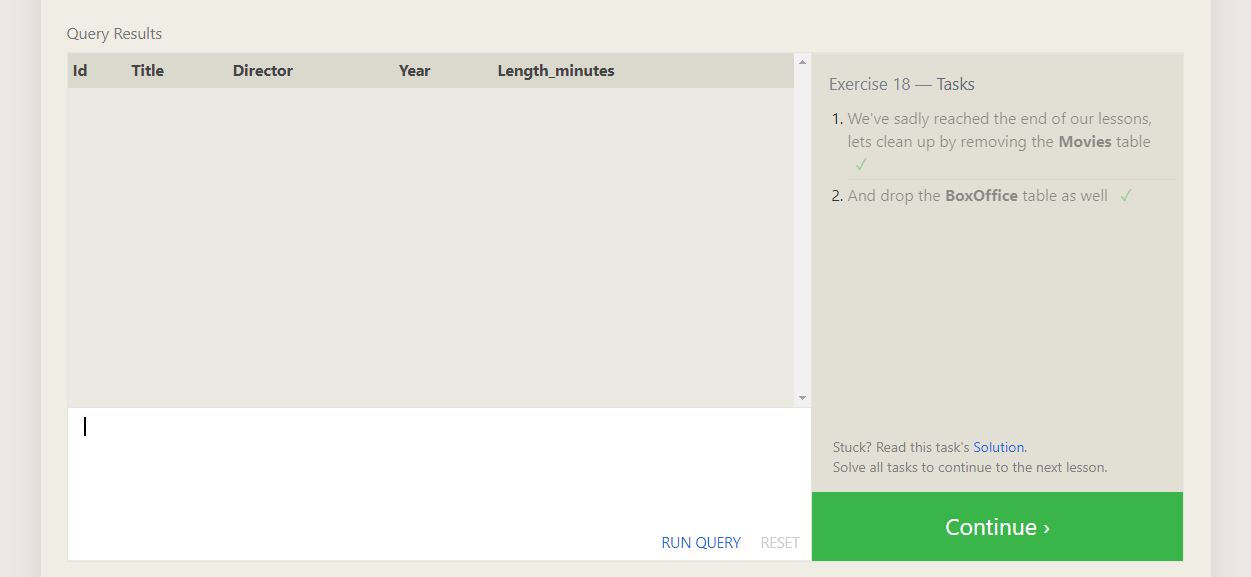 Query Results
Id Title Director Year Length_minutes
Exercise 18 — Tasks
1. We've sadly reached the end of our lessons,
lets clean up by removing the Movies table
✓
2. And drop the BoxOffice table as well ✓
Stuck? Read this task's Solution.
Solve all tasks to continue to the next lesson.
RUN QUERY RESET
Continue ›